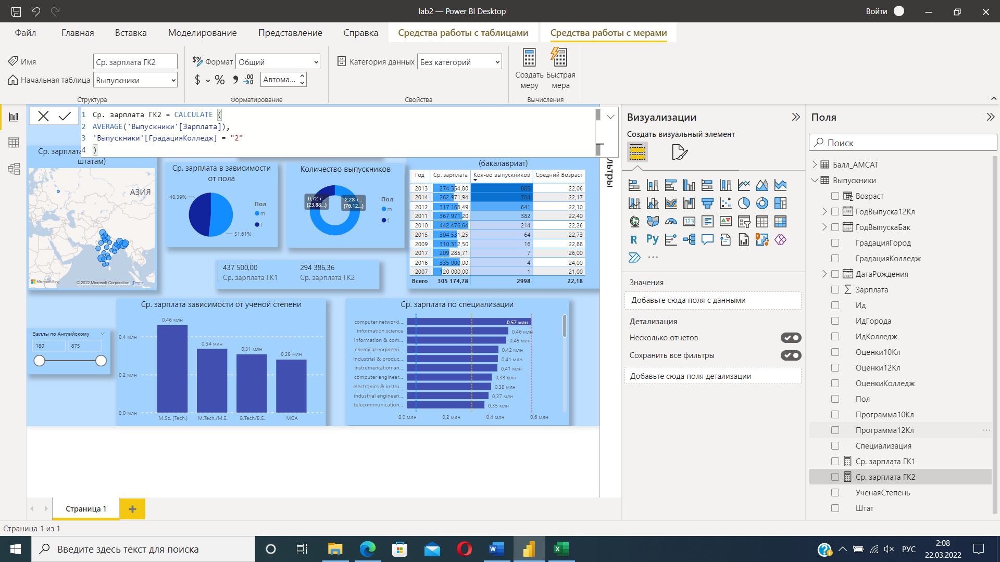 lab2 — Power BI Desktop
Войти
Файл
Главная
Вставка
Моделирование
Представление
Справка
Средства работы с таблицами
Средства работы с мерами
Имя
Ср. зарплата ГК2
Начальная таблица
Выпускники
Структура
Формат
Общий
$ % Автома...
Форматирование
Категория данных
Без категорий
Свойства
Создать меру
Быстрая мера
Вычисления
1 Ср. зарплата ГК2 = CALCULATE (
2 AVERAGE('Выпускники'[Зарплата]),
3 'Выпускники'[ГрадацияКолледж] = "2"
4 )
Ср. зарплата
штатам)
АЗИЯ
Microsoft Bing
© 2022 Microsoft Corporation Terms
Ср. зарплата в зависимости
от пола
48,39%
51,61%
Пол
m
f
Количество выпускников
0,72 т...
(23,88...)
2,28 т...
(76,12...)
Пол
m
f
(бакалавриат)
Год Ср. зарплата Кол-во выпускников Средний Возраст
2013 274 354,80 885 22,06
2014 262 971,94 784 22,17
2012 317 168,49 641 22,10
2011 367 971,20 382 22,40
2010 442 476,64 214 22,26
2015 304 531,25 64 22,73
2009 310 312,50 16 22,88
2017 209 285,71 7 26,00
2016 335 000,00 4 24,00
2007 120 000,00 1 21,00
Всего 305 174,78 2998 22,18
437 500,00
Ср. зарплата ГК1
294 386,36
Ср. зарплата ГК2
Баллы по Английскому
180
875
Ср. зарплата зависимости от ученой степени
0,4 млн
0,2 млн
0,0 млн
0,46 млн
0,34 млн
0,31 млн
0,28 млн
M.Sc. (Tech.)
M.Tech./M.E.
B.Tech/B.E.
MCA
Ср. зарплата по специализации
computer networki... 0,57 млн
information science 0,46 млн
information & com... 0,45 млн
chemical engineeri... 0,42 млн
industrial & produc... 0,41 млн
instrumentation an... 0,41 млн
computer engineer... 0,38 млн
electronics & instru... 0,38 млн
industrial engineeri... 0,37 млн
telecommunication... 0,35 млн
0,0 млн
0,2 млн
0,4 млн
0,6 млн
льтры
Визуализации
Создать визуальный элемент
123
R
Py
Значения
Добавьте сюда поля с данными
Детализация
Несколько отчетов
Сохранить все фильтры
Добавьте сюда поля детализации
Поля
Поиск
Балл_АМСАТ
Выпускники
Возраст
ГодВыпуска12Кл
ГодВыпускаБак
ГрадацияГород
ГрадацияКолледж
ДатаРождения
Зарплата
Ид
ИдГорода
ИдКолледж
Оценки10Кл
Оценки12Кл
ОценкиКолледж
Пол
Программа10Кл
Программа12Кл
Специализация
Ср. зарплата ГК1
Ср. зарплата ГК2
УченаяСтепень
Штат
Страница 1
Страница 1 из 1
Введите здесь текст для поиска
РУС
2:08
22.03.2022